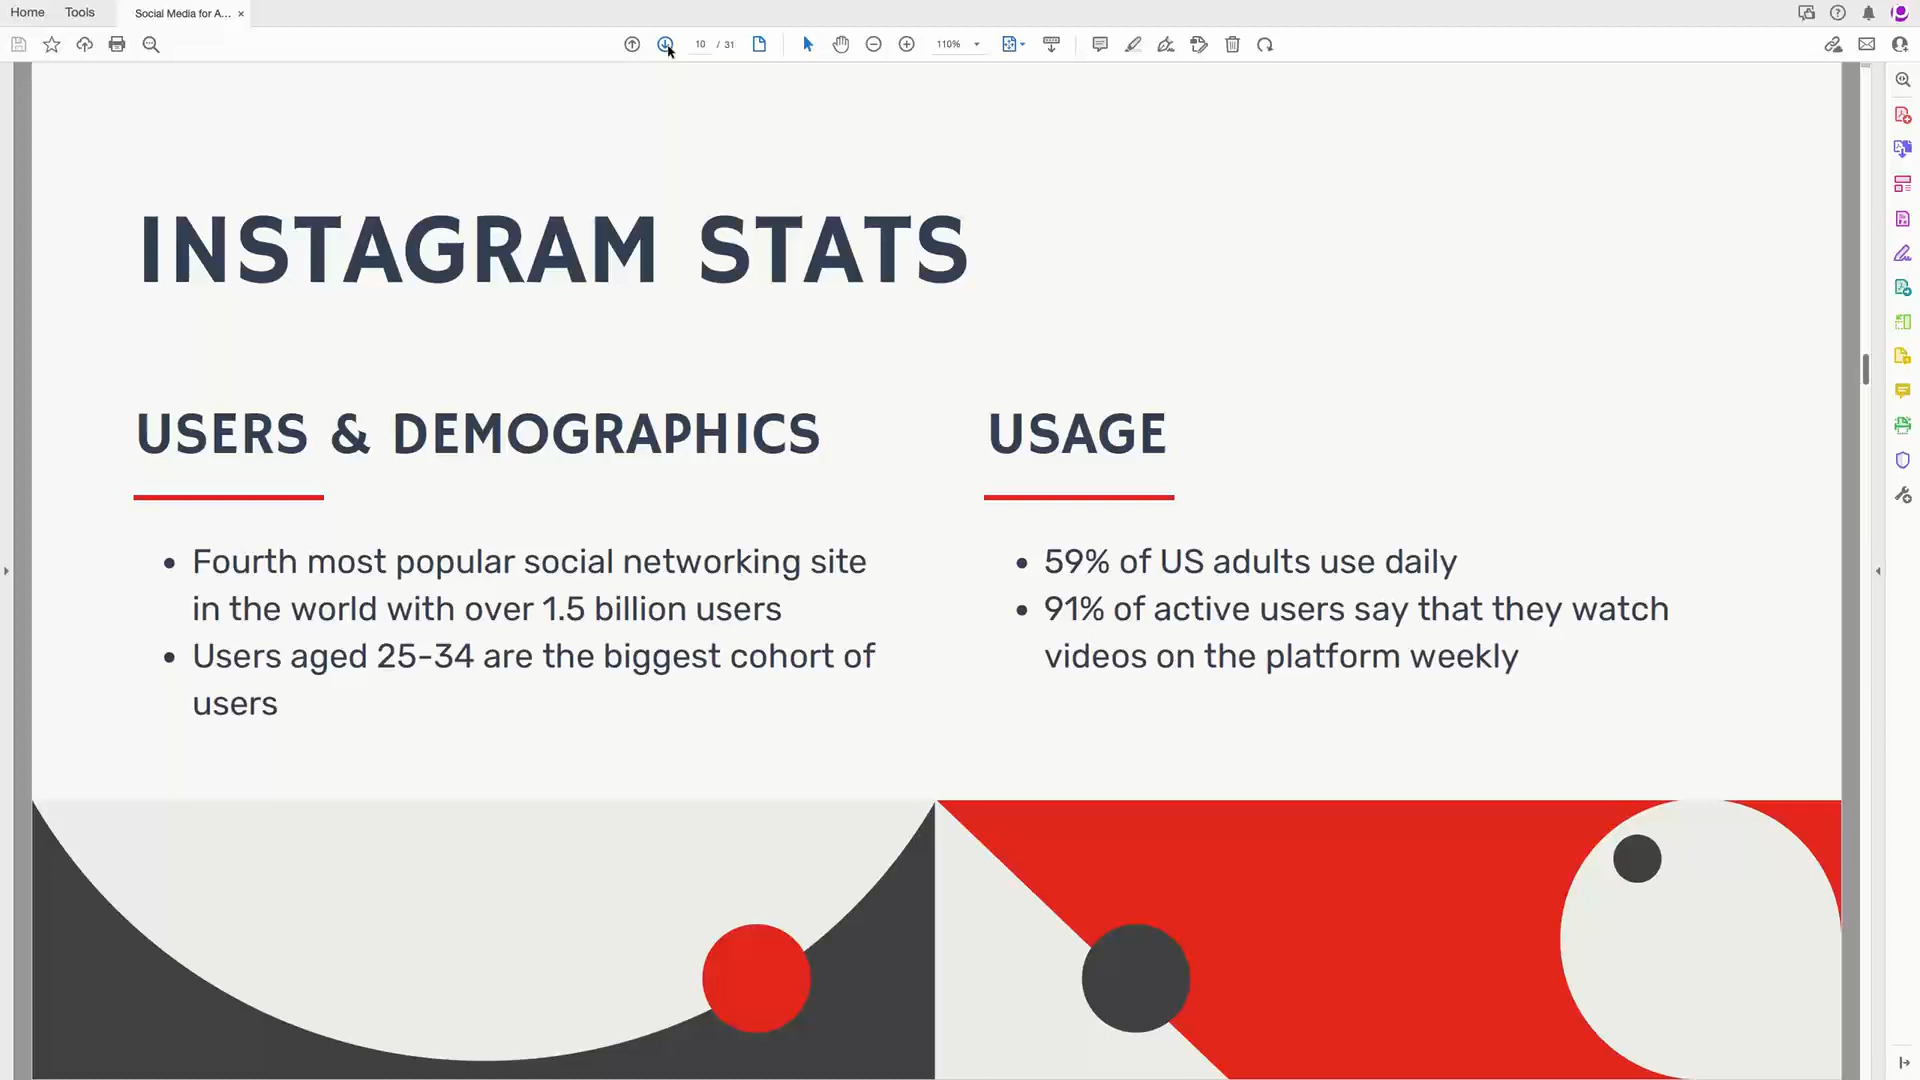 Home Tools Social Media for A... ×
10 / 31 110%
INSTAGRAM STATS
USERS & DEMOGRAPHICS
• Fourth most popular social networking site
in the world with over 1.5 billion users
• Users aged 25-34 are the biggest cohort of
users
USAGE
• 59% of US adults use daily
• 91% of active users say that they watch
videos on the platform weekly